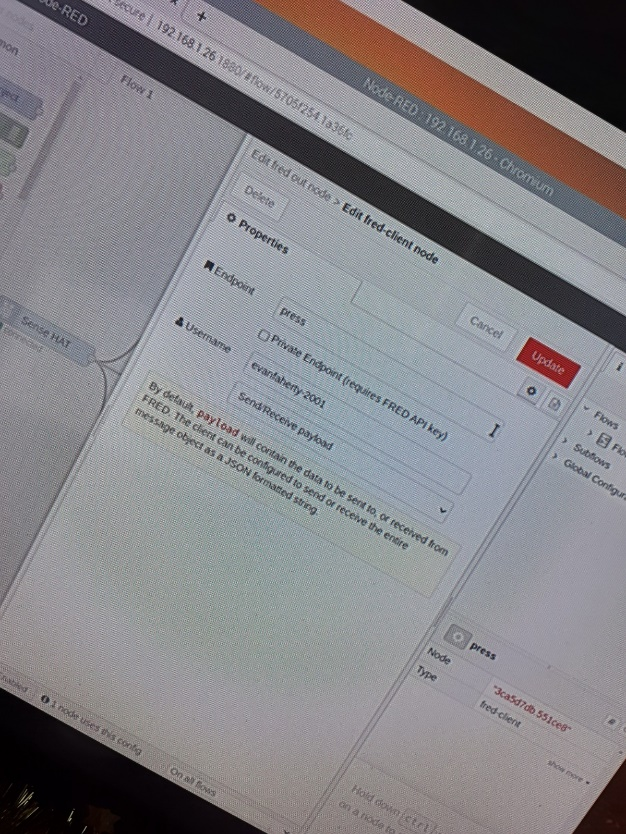 Node-RED : 192.168.1.26 - Chromium
+
secure | 192.168.1.26:1880/#flow/5705f254.1a36fc
de-RED
Flow 1
Sense HAT
connected
Edit fred out node > Edit fred-client node
Delete
Cancel
Update
Properties
Endpoint
press
Private Endpoint (requires FRED API key)
Username
evanfaherty-2001
Send/Receive payload
By default, payload will contain the data to be sent to, or received from
FRED. The client can be configured to send or receive the entire
message object as a JSON formatted string.
Enabled
1 node uses this config
On all flows
i
Flows
Flo
Subflows
Global Configura
press
Node
"3ca5d7db.551ce8"
Type
fred-client
show more
Hold down ctrl
on a node to